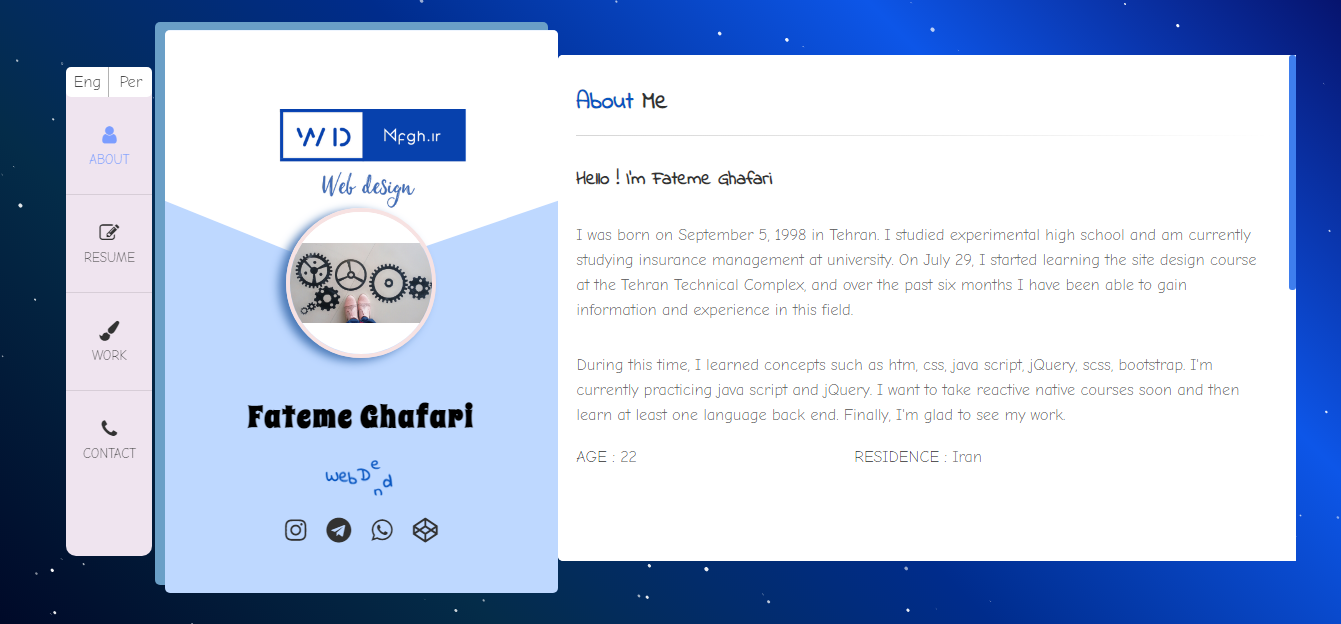 Eng Per
ABOUT
RESUME
WORK
CONTACT
WD Mfgh.ir
Web design
Fateme Ghafari
webDend
About Me
Hello ! I'm Fateme Ghafari
I was born on September 5, 1998 in Tehran. I studied experimental high school and am currently
studying insurance management at university. On July 29, I started learning the site design course
at the Tehran Technical Complex, and over the past six months I have been able to gain
information and experience in this field.
During this time, I learned concepts such as htm, css, java script, jQuery, scss, bootstrap. I'm
currently practicing java script and jQuery. I want to take reactive native courses soon and then
learn at least one language back end. Finally, I'm glad to see my work.
AGE : 22 RESIDENCE : Iran